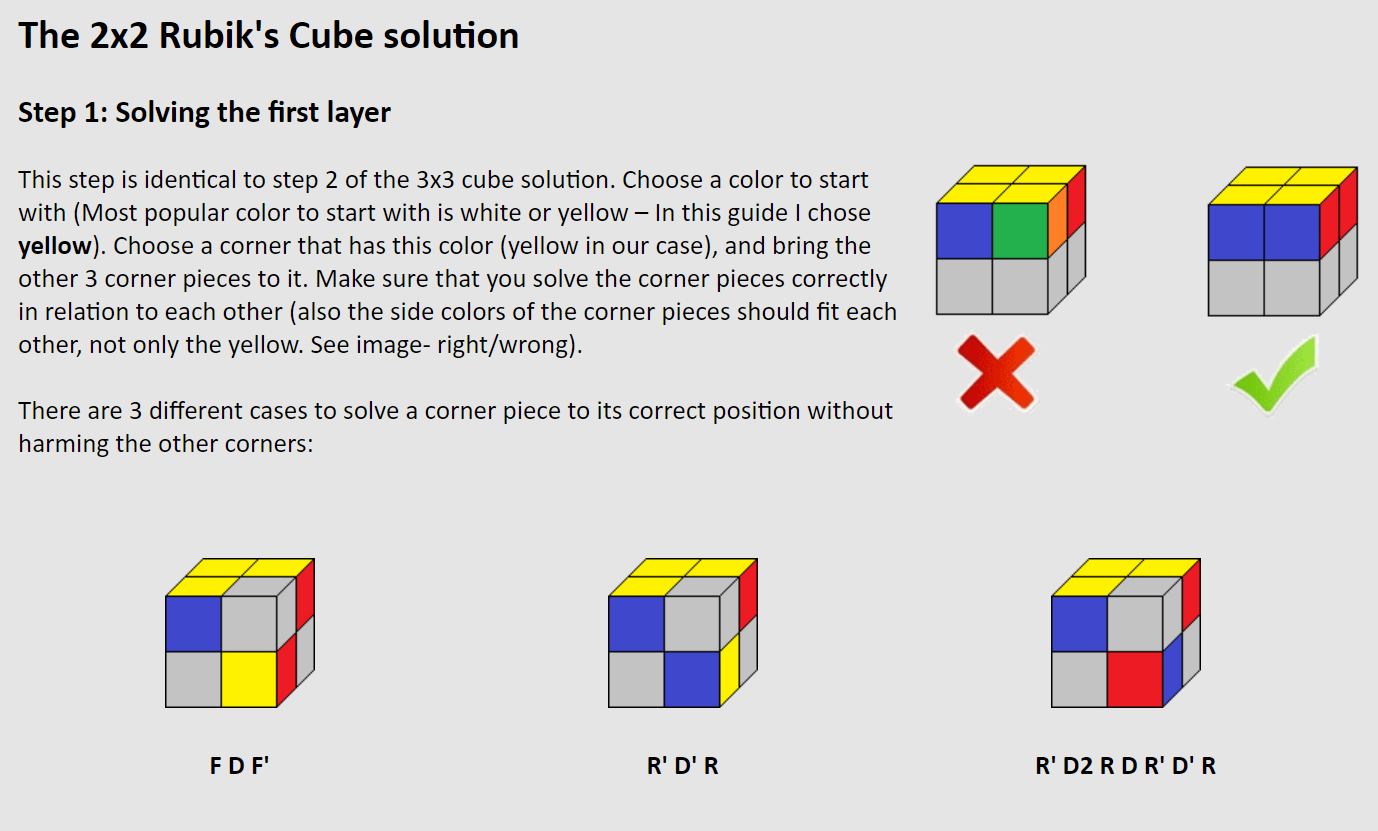 The 2x2 Rubik's Cube solution
Step 1: Solving the first layer
This step is identical to step 2 of the 3x3 cube solution. Choose a color to start
with (Most popular color to start with is white or yellow – In this guide I chose
yellow). Choose a corner that has this color (yellow in our case), and bring the
other 3 corner pieces to it. Make sure that you solve the corner pieces correctly
in relation to each other (also the side colors of the corner pieces should fit each
other, not only the yellow. See image- right/wrong).
There are 3 different cases to solve a corner piece to its correct position without
harming the other corners:
F D F'
R' D' R
R' D2 R D R' D' R